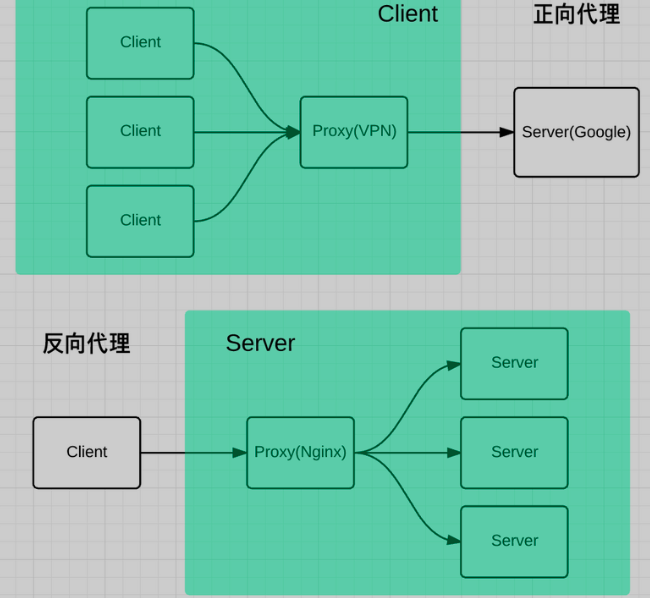 Client
正向代理
Client
Client
Proxy(VPN)
Server(Google)
Client
反向代理
Server
Server
Client
Proxy(Nginx)
Server
Server